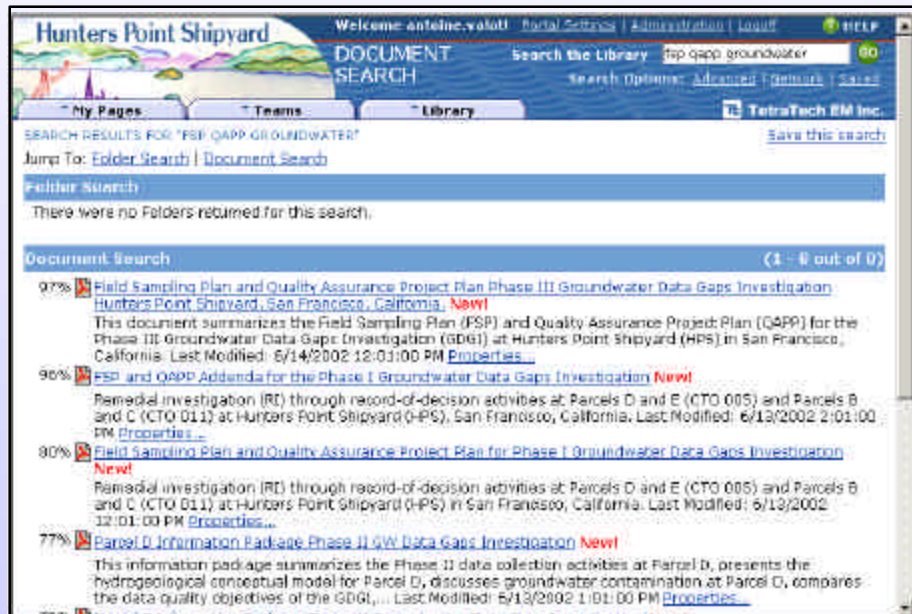 Hunters Point Shipyard
Welcome antoine.valott Portal Settings | Administration | Logoff HELP
DOCUMENT SEARCH
Search the Library fsp qapp groundwater GO
Search Options: Advanced | Network | Saved
My Pages Teams Library TetraTech EM Inc.
SEARCH RESULTS FOR "FSP QAPP GROUNDWATER" Save this search
Jump To: Folder Search | Document Search
Folder Search
There were no Folders returned for this search.
Document Search
97% Field Sampling Plan and Quality Assurance Project Plan Phase III Groundwater Data Gaps Investigation
Hunters Point Shipyard, San Francisco, California. New!
This document summarizes the Field Sampling Plan (FSP) and Quality Assurance Project Plan (QAPP) for the
Phase III Groundwater Data Gaps Investigation (GDGI) at Hunters Point Shipyard (HPS) in San Francisco,
California. Last Modified: 6/14/2002 12:01:00 PM Properties...
96% FSP and QAPP Addenda for the Phase I Groundwater Data Gaps Investigation New!
Remedial investigation (RI) through record-of-decision activities at Parcels D and E (CTO 005) and Parcels B
and C (CTO 011) at Hunters Point Shipyard (HPS), San Francisco, California. Last Modified: 6/13/2002 2:01:00
PM Properties...
90% Field Sampling Plan and Quality Assurance Project Plan for Phase I Groundwater Data Gaps Investigation
New!
Remedial investigation (RI) through record-of-decision activities at Parcels D and E (CTO 005) and Parcels B
and C (CTO 011) at Hunters Point Shipyard (HPS) in San Francisco, California. Last Modified: 6/13/2002
12:01:00 PM Properties...
77% Parcel D Information Package Phase II GW Data Gaps Investigation New!
This information package summarizes the Phase II data collection activities at Parcel D, presents the
hydrogeological conceptual model for Parcel D, discusses groundwater contamination at Parcel D, compares
the data quality objectives of the GDGI,... Last Modified: 6/13/2002 1:01:00 PM Properties...